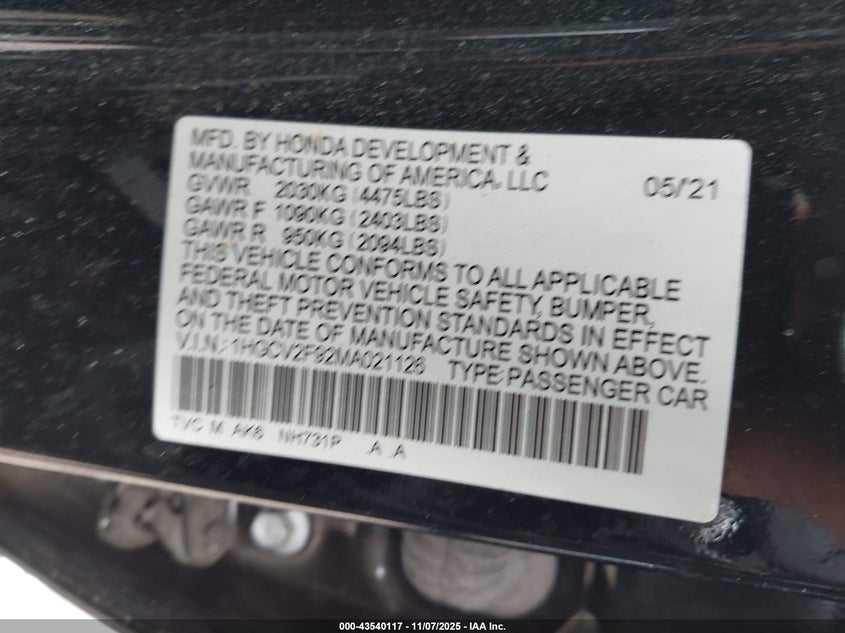 MFD. BY HONDA DEVELOPMENT &
MANUFACTURING OF AMERICA, LLC 05/'21
GVWR 2030KG (4475LBS)
GAWR F 1090KG (2403LBS)
GAWR R 950KG (2094LBS)
THIS VEHICLE CONFORMS TO ALL APPLICABLE
FEDERAL MOTOR VEHICLE SAFETY, BUMPER,
AND THEFT PREVENTION STANDARDS IN EFFECT
ON THE DATE OF MANUFACTURE SHOWN ABOVE.
V.I.N.: 1HGCV2F92MA021126 TYPE:PASSENGER CAR
TVC M AK6 NH731P .A .A
000-43540117 - 11/07/2025 - IAA Inc.